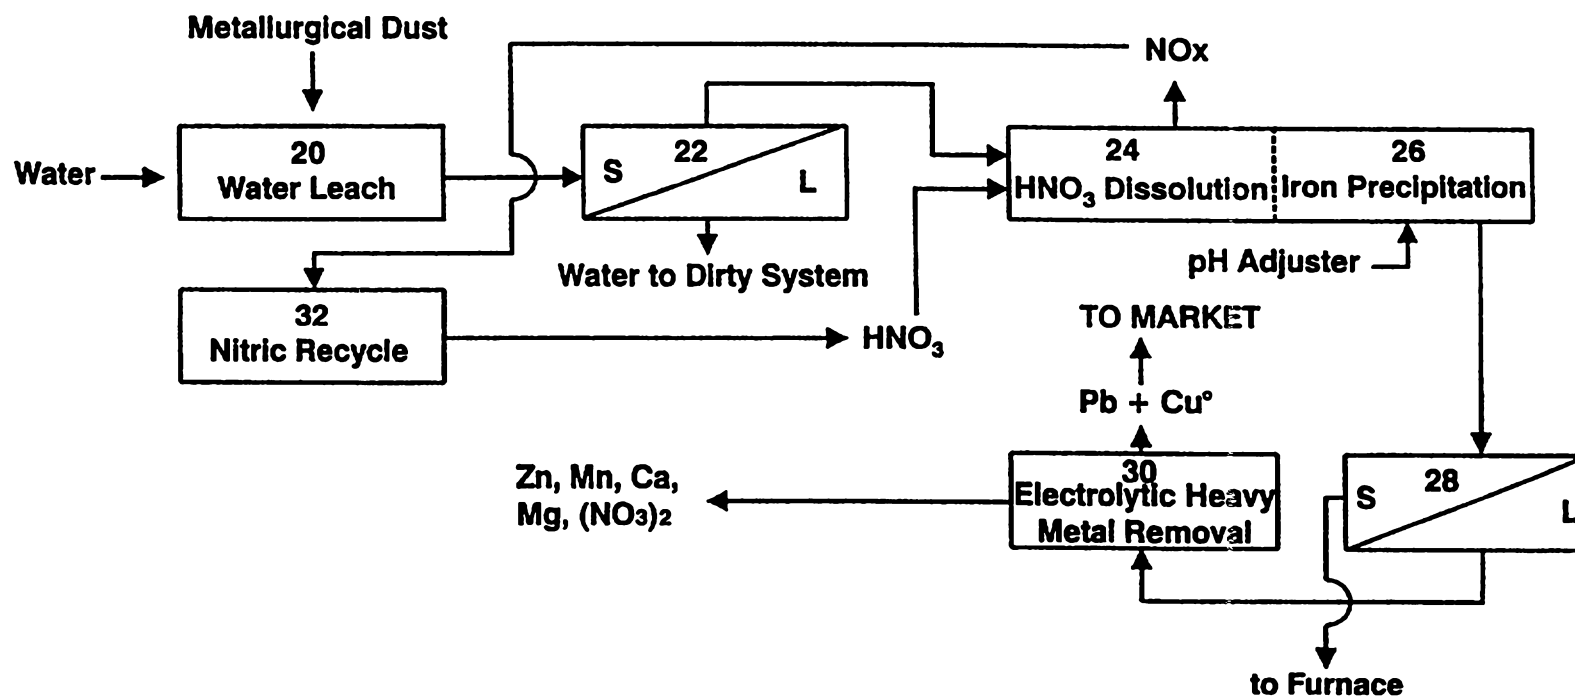 Metallurgical Dust
NOx
Water
20
Water Leach
S
22
L
24
HNO3 Dissolution
26
Iron Precipitation
Water to Dirty System
pH Adjuster
32
Nitric Recycle
HNO3
TO MARKET
Pb + Cu°
Zn, Mn, Ca,
Mg, (NO3)2
30
Electrolytic Heavy
Metal Removal
S
28
L
to Furnace